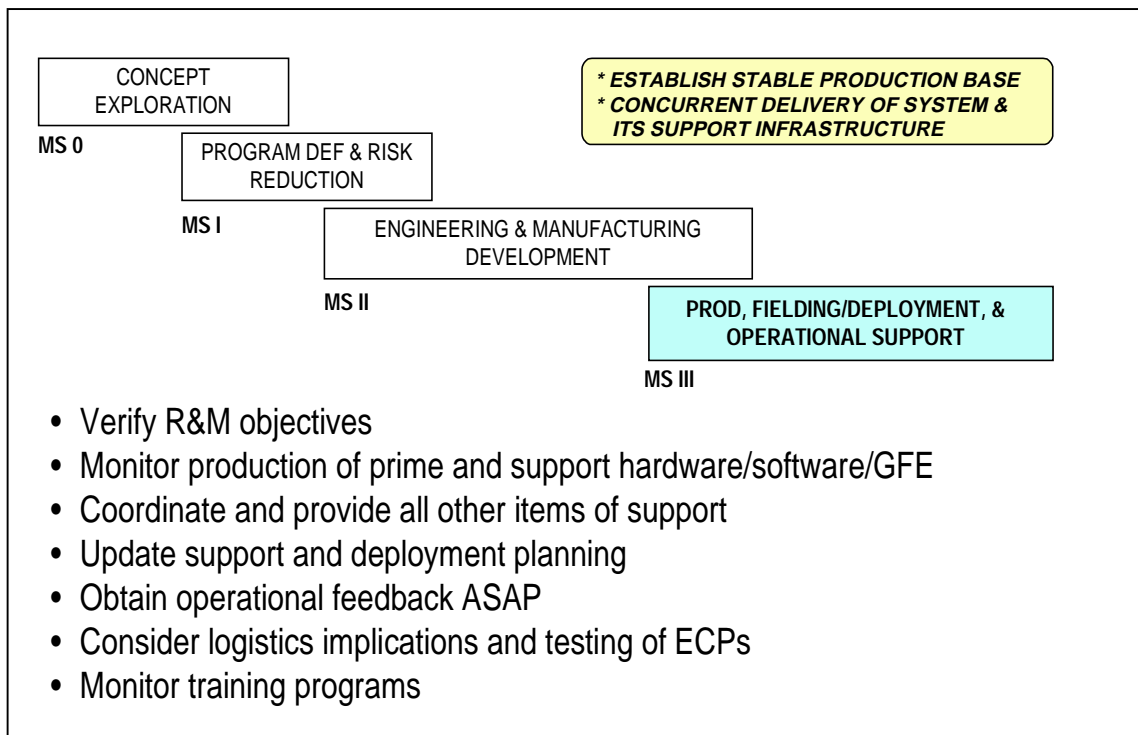 CONCEPT
EXPLORATION
* ESTABLISH STABLE PRODUCTION BASE
* CONCURRENT DELIVERY OF SYSTEM &
ITS SUPPORT INFRASTRUCTURE
MS 0
PROGRAM DEF & RISK
REDUCTION
MS I
ENGINEERING & MANUFACTURING
DEVELOPMENT
MS II
PROD, FIELDING/DEPLOYMENT, &
OPERATIONAL SUPPORT
MS III
• Verify R&M objectives
• Monitor production of prime and support hardware/software/GFE
• Coordinate and provide all other items of support
• Update support and deployment planning
• Obtain operational feedback ASAP
• Consider logistics implications and testing of ECPs
• Monitor training programs